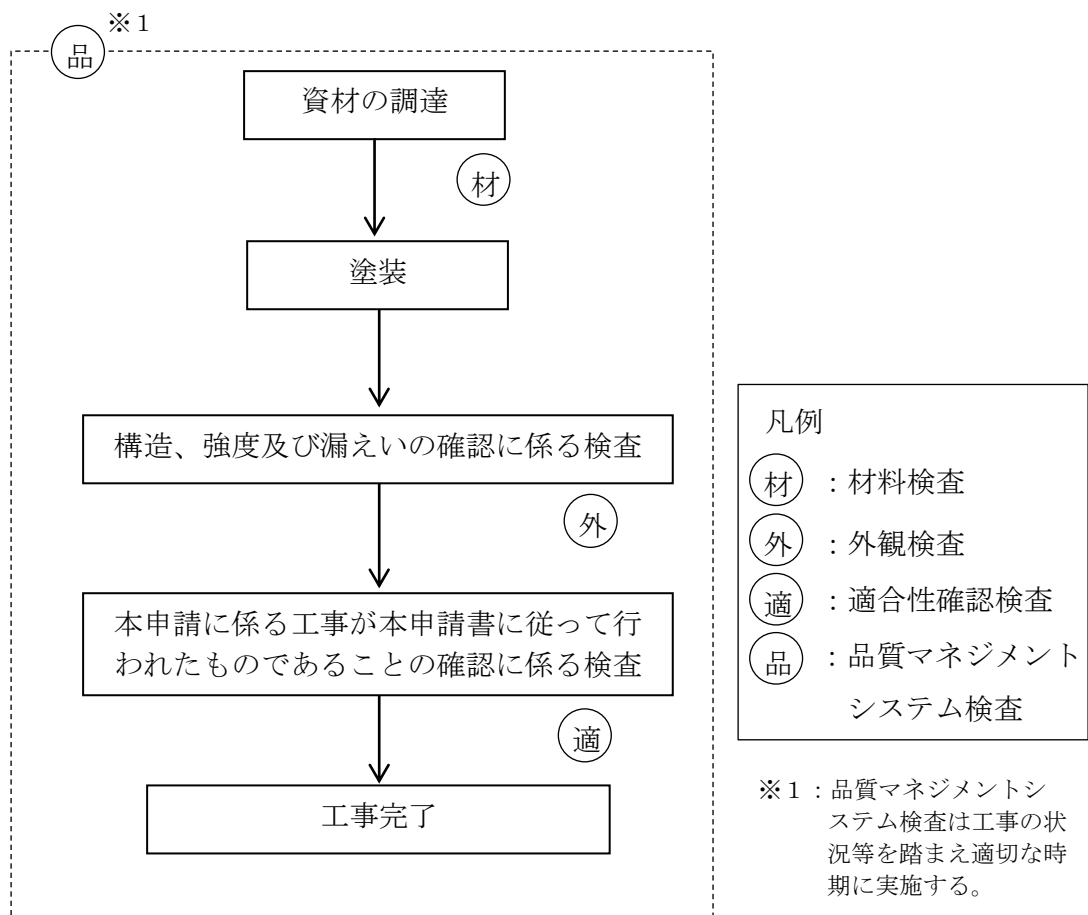 ※1
品
資材の調達
材
塗装
構造、強度及び漏えいの確認に係る検査
外
本申請に係る工事が本申請書に従って行
われたものであることの確認に係る検査
適
工事完了
凡例
材 :材料検査
外 :外観検査
適 :適合性確認検査
品 :品質マネジメント
システム検査
※1:品質マネジメントシ
ステム検査は工事の状
況等を踏まえ適切な時
期に実施する。